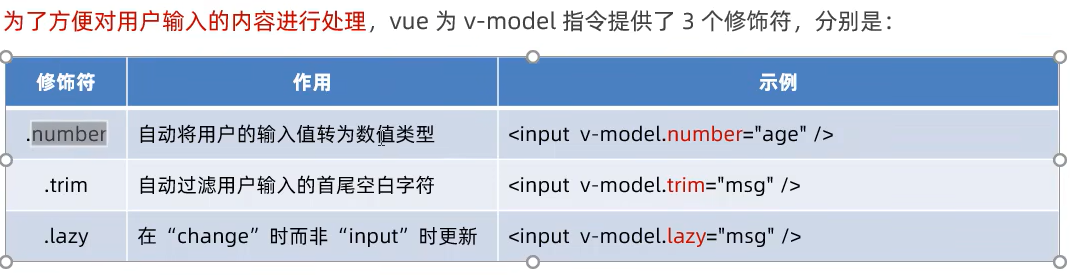 为了方便对用户输入的内容进行处理，vue 为 v-model 指令提供了 3 个修饰符，分别是：
修饰符 作用 示例
.number 自动将用户的输入值转为数值类型 <input v-model.number="age" />
.trim 自动过滤用户输入的首尾空白字符 <input v-model.trim="msg" />
.lazy 在“change”时而非“input”时更新 <input v-model.lazy="msg" />